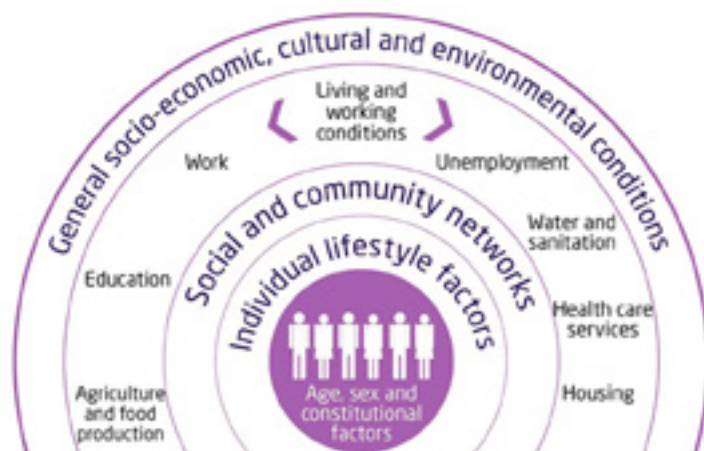 General socio-economic, cultural and environmental conditions
Living and
working
conditions
Work
Unemployment
Social and community networks
Water and
sanitation
Education
Individual lifestyle factors
Health care
services
Agriculture
and food
production
Age, sex and
constitutional
factors
Housing